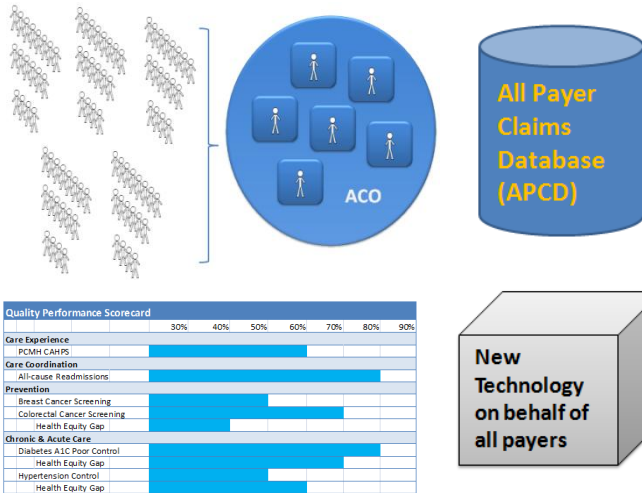 ACO
All Payer
Claims
Database
(APCD)
Quality Performance Scorecard
30% 40% 50% 60% 70% 80% 90%
Care Experience
PCMH CAHPS
Care Coordination
All-cause Readmissions
Prevention
Breast Cancer Screening
Colorectal Cancer Screening
Health Equity Gap
Chronic & Acute Care
Diabetes A1C Poor Control
Health Equity Gap
Hypertension Control
Health Equity Gap
New
Technology
on behalf of
all payers